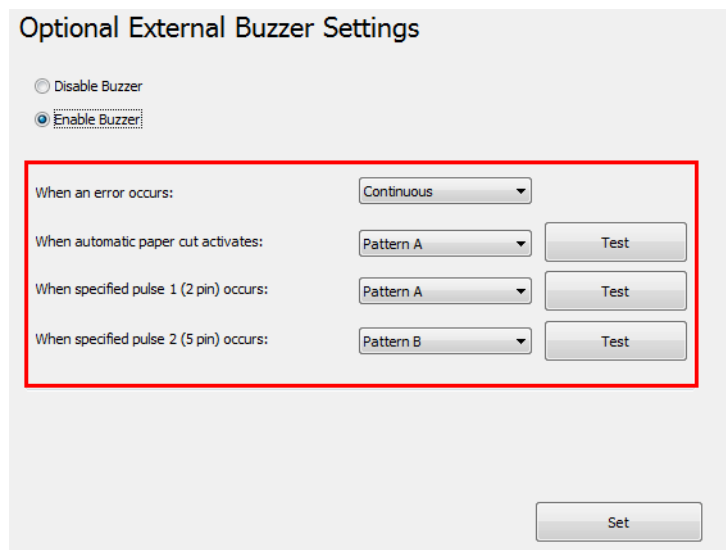 Optional External Buzzer Settings
Disable Buzzer
Enable Buzzer
When an error occurs: Continuous
When automatic paper cut activates: Pattern A Test
When specified pulse 1 (2 pin) occurs: Pattern A Test
When specified pulse 2 (5 pin) occurs: Pattern B Test
Set